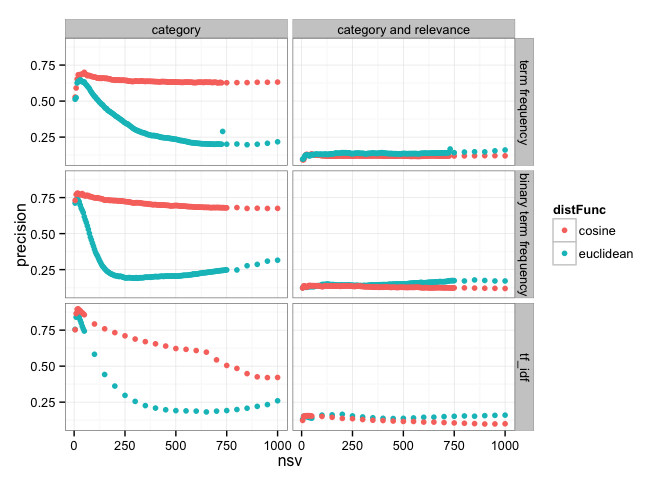 category
category and relevance
0.75
0.50
0.25
term frequency
0.75
0.50
0.25
binary term frequency
0.75
0.50
0.25
tf_idf
precision
0 250 500 750 1000
0 250 500 750 1000
nsv
distFunc
cosine
euclidean